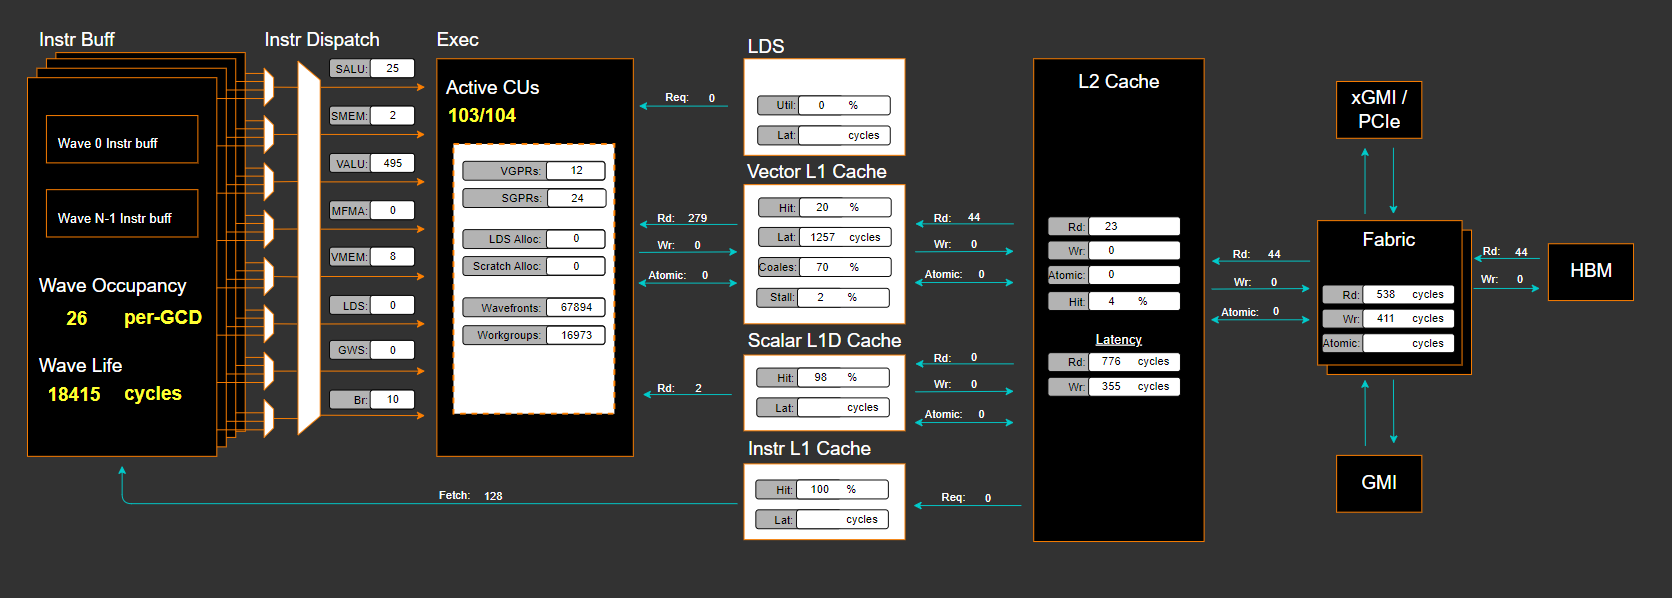 Instr Buff
Wave 0 Instr buff
Wave N-1 Instr buff
Wave Occupancy
26 per-GCD
Wave Life
18415 cycles
Instr Dispatch
SALU: 25
SMEM: 2
VALU: 495
MFMA: 0
VMEM: 8
LDS: 0
GWS: 0
Br: 10
Exec
Active CUs
103/104
VGPRs: 12
SGPRs: 24
LDS Alloc: 0
Scratch Alloc: 0
Wavefronts: 67894
Workgroups: 16973
Req: 0
Rd: 279
Wr: 0
Atomic: 0
Rd: 2
Fetch: 128
LDS
Util: 0 %
Lat: cycles
Vector L1 Cache
Hit: 20 %
Lat: 1257 cycles
Coales: 70 %
Stall: 2 %
Scalar L1D Cache
Hit: 98 %
Lat: cycles
Instr L1 Cache
Hit: 100 %
Lat: cycles
Rd: 44
Wr: 0
Atomic: 0
Rd: 0
Wr: 0
Atomic: 0
Req: 0
L2 Cache
Rd: 23
Wr: 0
Atomic: 0
Hit: 4 %
Latency
Rd: 776 cycles
Wr: 355 cycles
Rd: 44
Wr: 0
Atomic: 0
xGMI /
PCIe
Fabric
Rd: 538 cycles
Wr: 411 cycles
Atomic: cycles
GMI
Rd: 44
Wr: 0
HBM